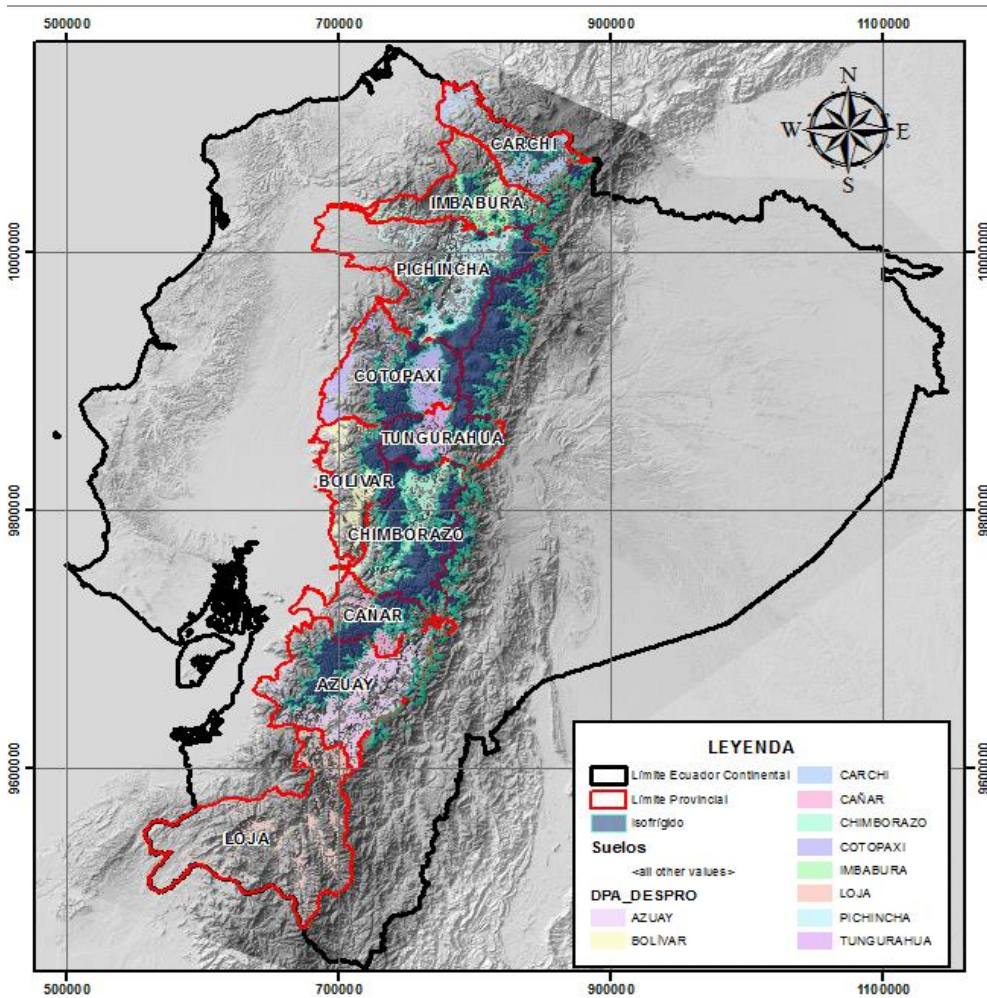 500000 700000 900000 1100000
N
W E
S
CARCHI
IMBABURA
10000000 10000000
PICHINCHA
COTOPAXI
TUNGURAHUA
BOLIVAR
9800000 9800000
CHIMBORAZO
CAÑAR
AZUAY
9600000 9600000
LOJA
LEYENDA
Límite Ecuador Continental
Límite Provincial
Isofrígido
Suelos
<all other values>
DPA_DESPRO
AZUAY
BOLÍVAR
CARCHI
CAÑAR
CHIMBORAZO
COTOPAXI
IMBABURA
LOJA
PICHINCHA
TUNGURAHUA
500000 700000 900000 1100000